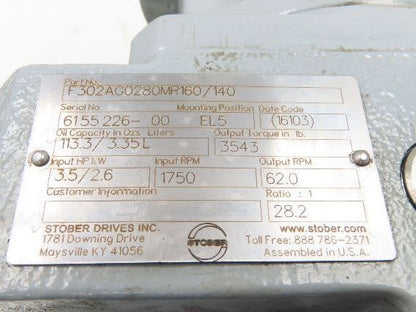 Part No.
F302AC0280MR160/140
Serial No. Mounting Position Date Code
6155226-00 EL5 (16103)
Oil Capacity in Ozs. Liters Output Torque in lb.
113.3/3.35L 3543
Input HP kW Input RPM Output RPM
3.5/2.6 1750 62.0
Customer Information Ratio : 1
28.2
STOBER DRIVES INC.
1781 Downing Drive
Maysville KY 41056
STOBER
www.stober.com
Toll Free: 888 786-2371
Assembled in U.S.A.